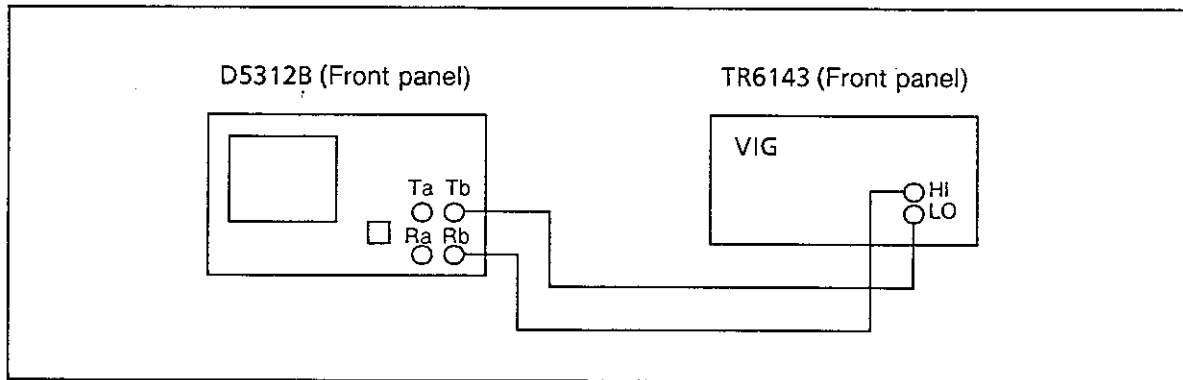 D5312B (Front panel)
TR6143 (Front panel)
VIG
Ta Tb
HI
LO
Ra Rb